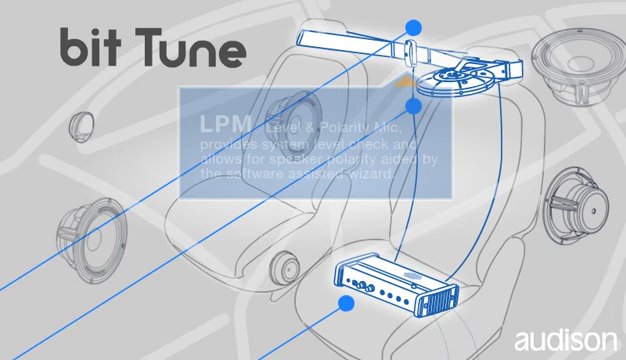 bit Tune
LPM Level & Polarity Mic,
provides system level check and
allows for speaker polarity aided by
the software assisted wizard.
audison